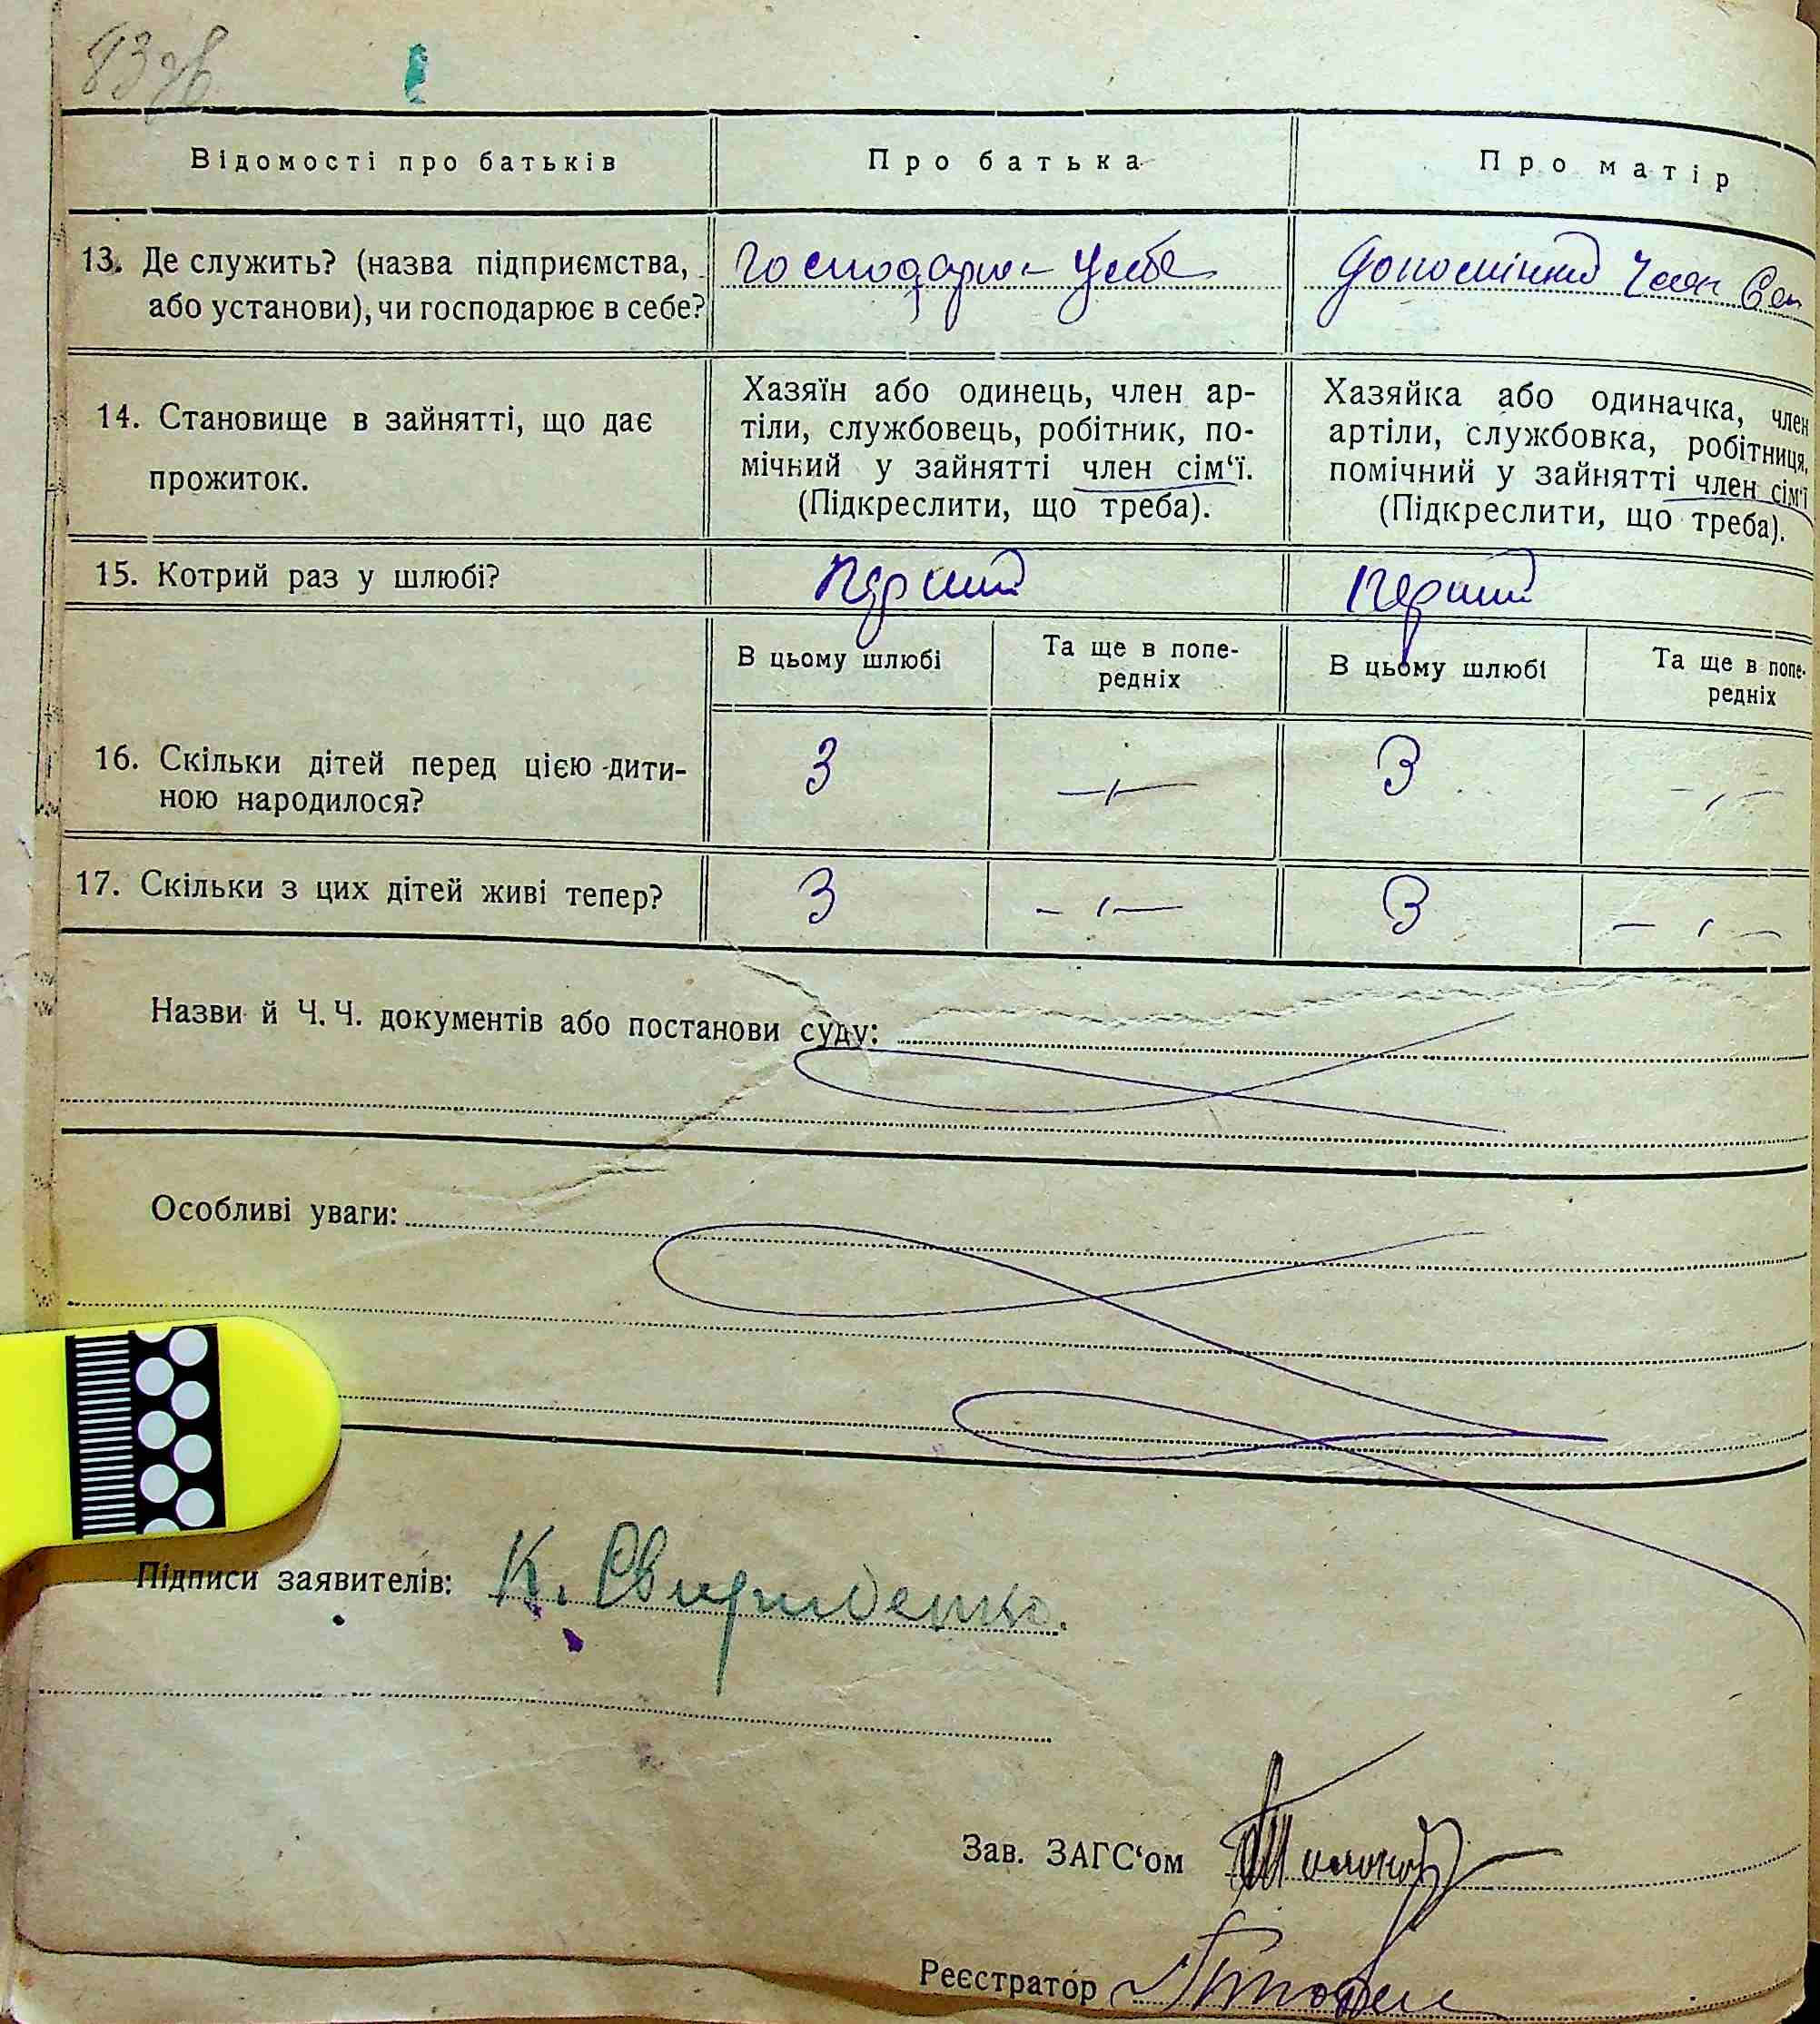 93 зв
Відомості про батьків
Про батька
Про матір
13. Де служить? (назва підприємства,
або установи), чи господарює в себе?
Господарює у себе
допомічний член сем
14. Становище в зайнятті, що дає
прожиток.
Хазяїн або одинець, член ар-
тіли, службовець, робітник, по-
мічний у зайнятті член сім‘ї.
(Підкреслити, що треба).
Хазяйка або одиначка, член
артіли, службовка, робітниця,
помічний у зайнятті член сім‘ї
(Підкреслити, що треба).
15. Котрий раз у шлюбі?
перший
перший
В цьому шлюбі
Та ще в попе-
редніх
В цьому шлюбі
Та ще в попе-
редніх
16. Скільки дітей перед цією дити-
ною народилося?
3
3
17. Скільки з цих дітей живі тепер?
3
3
Назви й Ч. Ч. документів або постанови суду:
Особливі уваги:
Підписи заявителів: К. Свириденко.
Зав. ЗАГС‘ом
Реєстратор